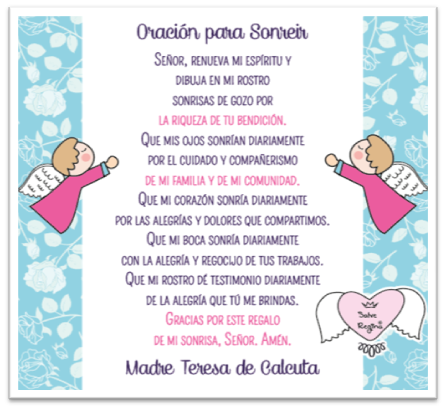 Oración para Sonreir
Señor, renueva mi espíritu y
dibuja en mi rostro
sonrisas de gozo por
la riqueza de tu bendición.
Que mis ojos sonrían diariamente
por el cuidado y compañerismo
de mi familia y de mi comunidad.
Que mi corazón sonría diariamente
por las alegrías y dolores que compartimos.
Que mi boca sonría diariamente
con la alegría y regocijo de tus trabajos.
Que mi rostro dé testimonio diariamente
de la alegría que tú me brindas.
Gracias por este regalo
de mi sonrisa, Señor. Amén.
Madre Teresa de Calcuta
Salve
Regina